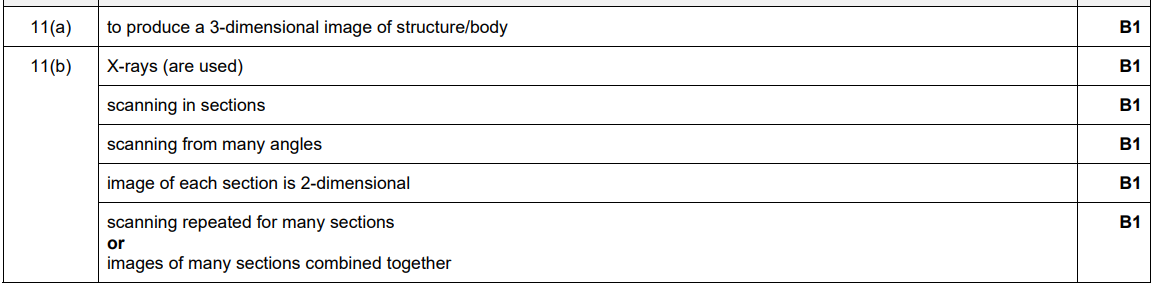 11(a) to produce a 3-dimensional image of structure/body B1
11(b) X-rays (are used) B1
scanning in sections B1
scanning from many angles B1
image of each section is 2-dimensional B1
scanning repeated for many sections B1
or
images of many sections combined together